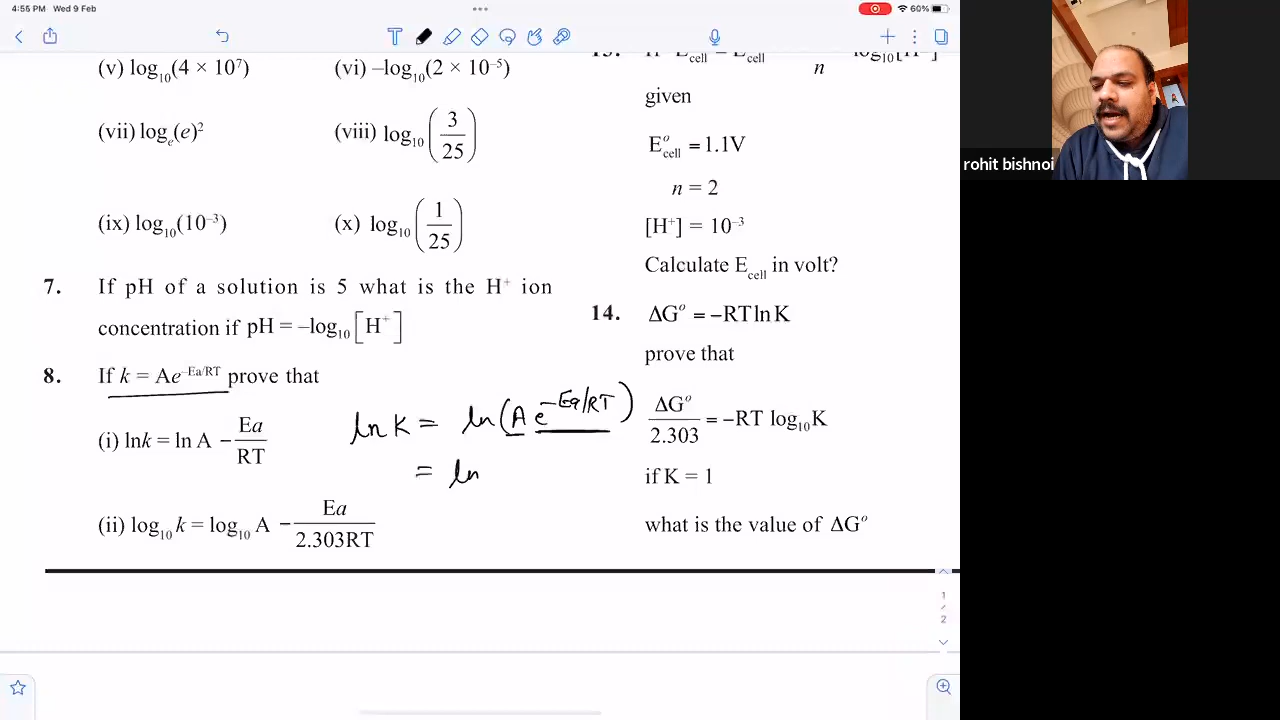 4:55 PM Wed 9 Feb
60%
(v) log₁₀(4 × 10⁷)
(vi) –log₁₀(2 × 10⁻⁵)
(vii) logₑ(e)²
(viii) log₁₀(3/25)
(ix) log₁₀(10⁻³)
(x) log₁₀(1/25)
7. If pH of a solution is 5 what is the H⁺ ion
concentration if pH = –log₁₀[H⁺]
8. If k = Ae^(–Ea/RT) prove that
(i) lnk = ln A – Ea/RT
(ii) log₁₀ k = log₁₀ A – Ea/2.303RT
ln K = ln(A e^(–Ea/RT))
= ln
n
given
E°cell = 1.1V
n = 2
[H⁺] = 10⁻³
Calculate Ecell in volt?
14. ΔG° = –RT ln K
prove that
ΔG°/2.303 = –RT log₁₀K
if K = 1
what is the value of ΔG°
1
/
2
rohit bishnoi